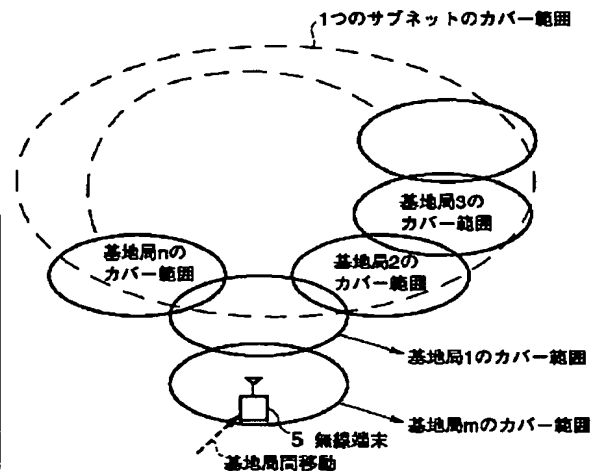 1つのサブネットのカバー範囲
基地局3の
カバー範囲
基地局nの
カバー範囲
基地局2の
カバー範囲
基地局1のカバー範囲
基地局mのカバー範囲
5 無線端末
基地局間移動